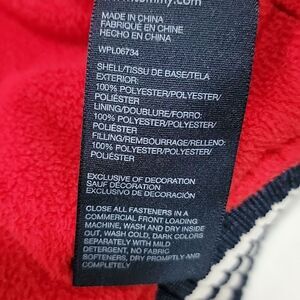 MADE IN CHINA
FABRIQUÉ EN CHINE
HECHO EN CHINA
WPL06734
SHELL/TISSU DE BASE/TELA
EXTERIOR:
100% POLYESTER/POLYESTER/
POLIÉSTER
LINING/DOUBLURE/FORRO:
100% POLYESTER/POLYESTER/
POLIÉSTER
FILLING/REMBOURRAGE/RELLENO:
100% POLYESTER/POLYESTER/
POLIÉSTER
EXCLUSIVE OF DECORATION
SAUF DÉCORATION
EXCLUSIVO DE DECORACIÓN
CLOSE ALL FASTENERS IN A
COMMERCIAL FRONT LOADING
MACHINE, WASH AND DRY INSIDE
OUT, WASH COLD, DARK COLORS
SEPARATELY WITH MILD
DETERGENT, NO FABRIC
SOFTENERS, DRY PROMPTLY AND
COMPLETELY